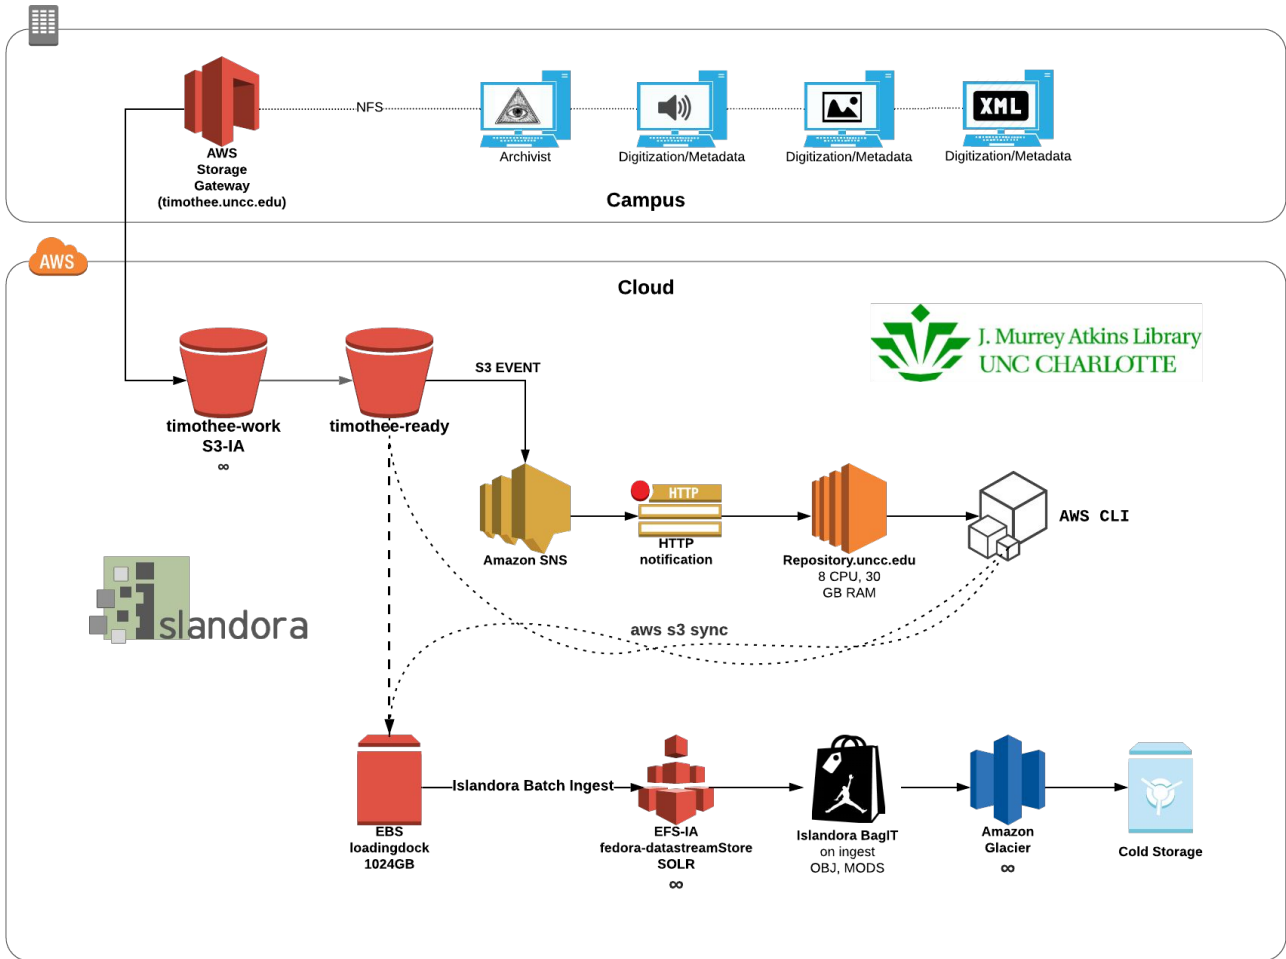 NFS
XML
AWS
Storage
Gateway
(timothee.uncc.edu)
Archivist
Digitization/Metadata
Digitization/Metadata
Digitization/Metadata
Campus
AWS
Cloud
J. Murrey Atkins Library
UNC CHARLOTTE
S3 EVENT
timothee-work
S3-IA
∞
timothee-ready
HTTP
Amazon SNS
HTTP
notification
Repository.uncc.edu
8 CPU, 30
GB RAM
AWS CLI
Islandora
aws s3 sync
Islandora Batch Ingest
EBS
loadingdock
1024GB
EFS-IA
fedora-datastreamStore
SOLR
∞
Islandora BagIT
on ingest
OBJ, MODS
Amazon
Glacier
∞
Cold Storage